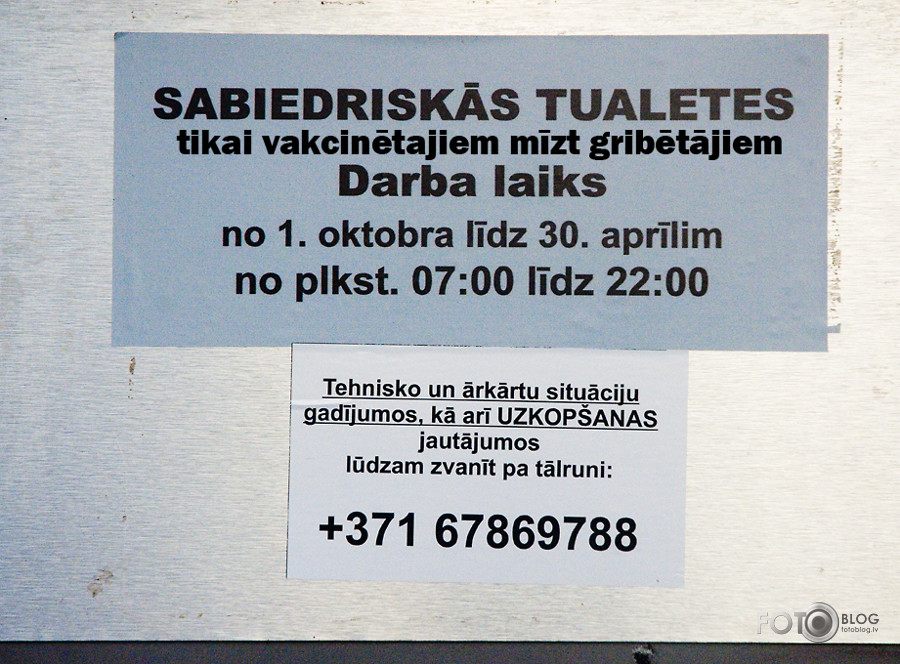 SABIEDRISKĀS TUALETES
tikai vakcinētajiem mīzt gribētājiem
Darba laiks
no 1. oktobra līdz 30. aprīlim
no plkst. 07:00 līdz 22:00
Tehnisko un ārkārtu situāciju
gadījumos, kā arī UZKOPŠANAS
jautājumos
lūdzam zvanīt pa tālruni:
+371 67869788
FOTO BLOG
fotoblog.lv